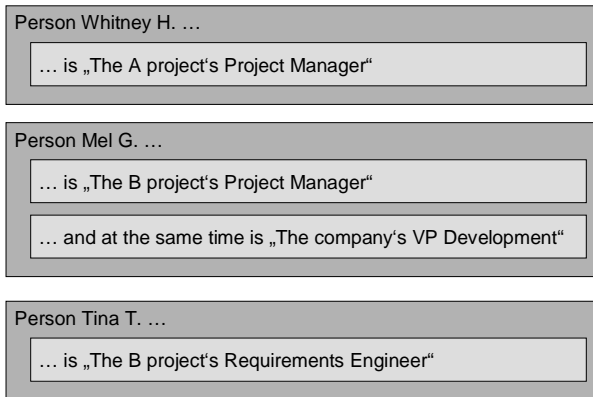 Person Whitney H. …
… is „The A project‘s Project Manager“
Person Mel G. …
… is „The B project‘s Project Manager“
… and at the same time is „The company‘s VP Development“
Person Tina T. …
… is „The B project‘s Requirements Engineer“